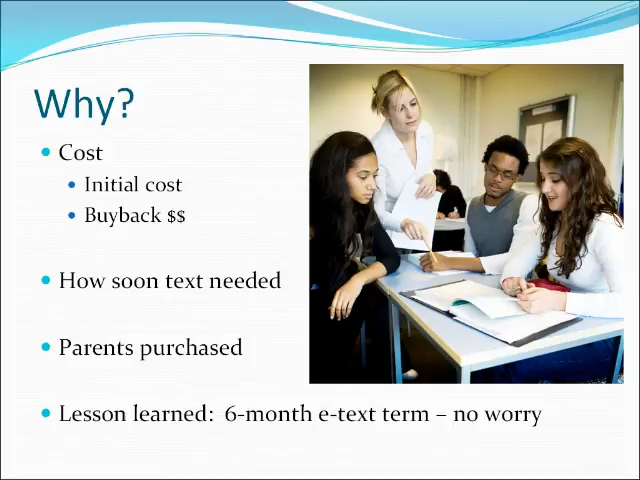 Why?
Cost
Initial cost
Buyback $$
How soon text needed
Parents purchased
Lesson learned:  6-month e-text term – no worry